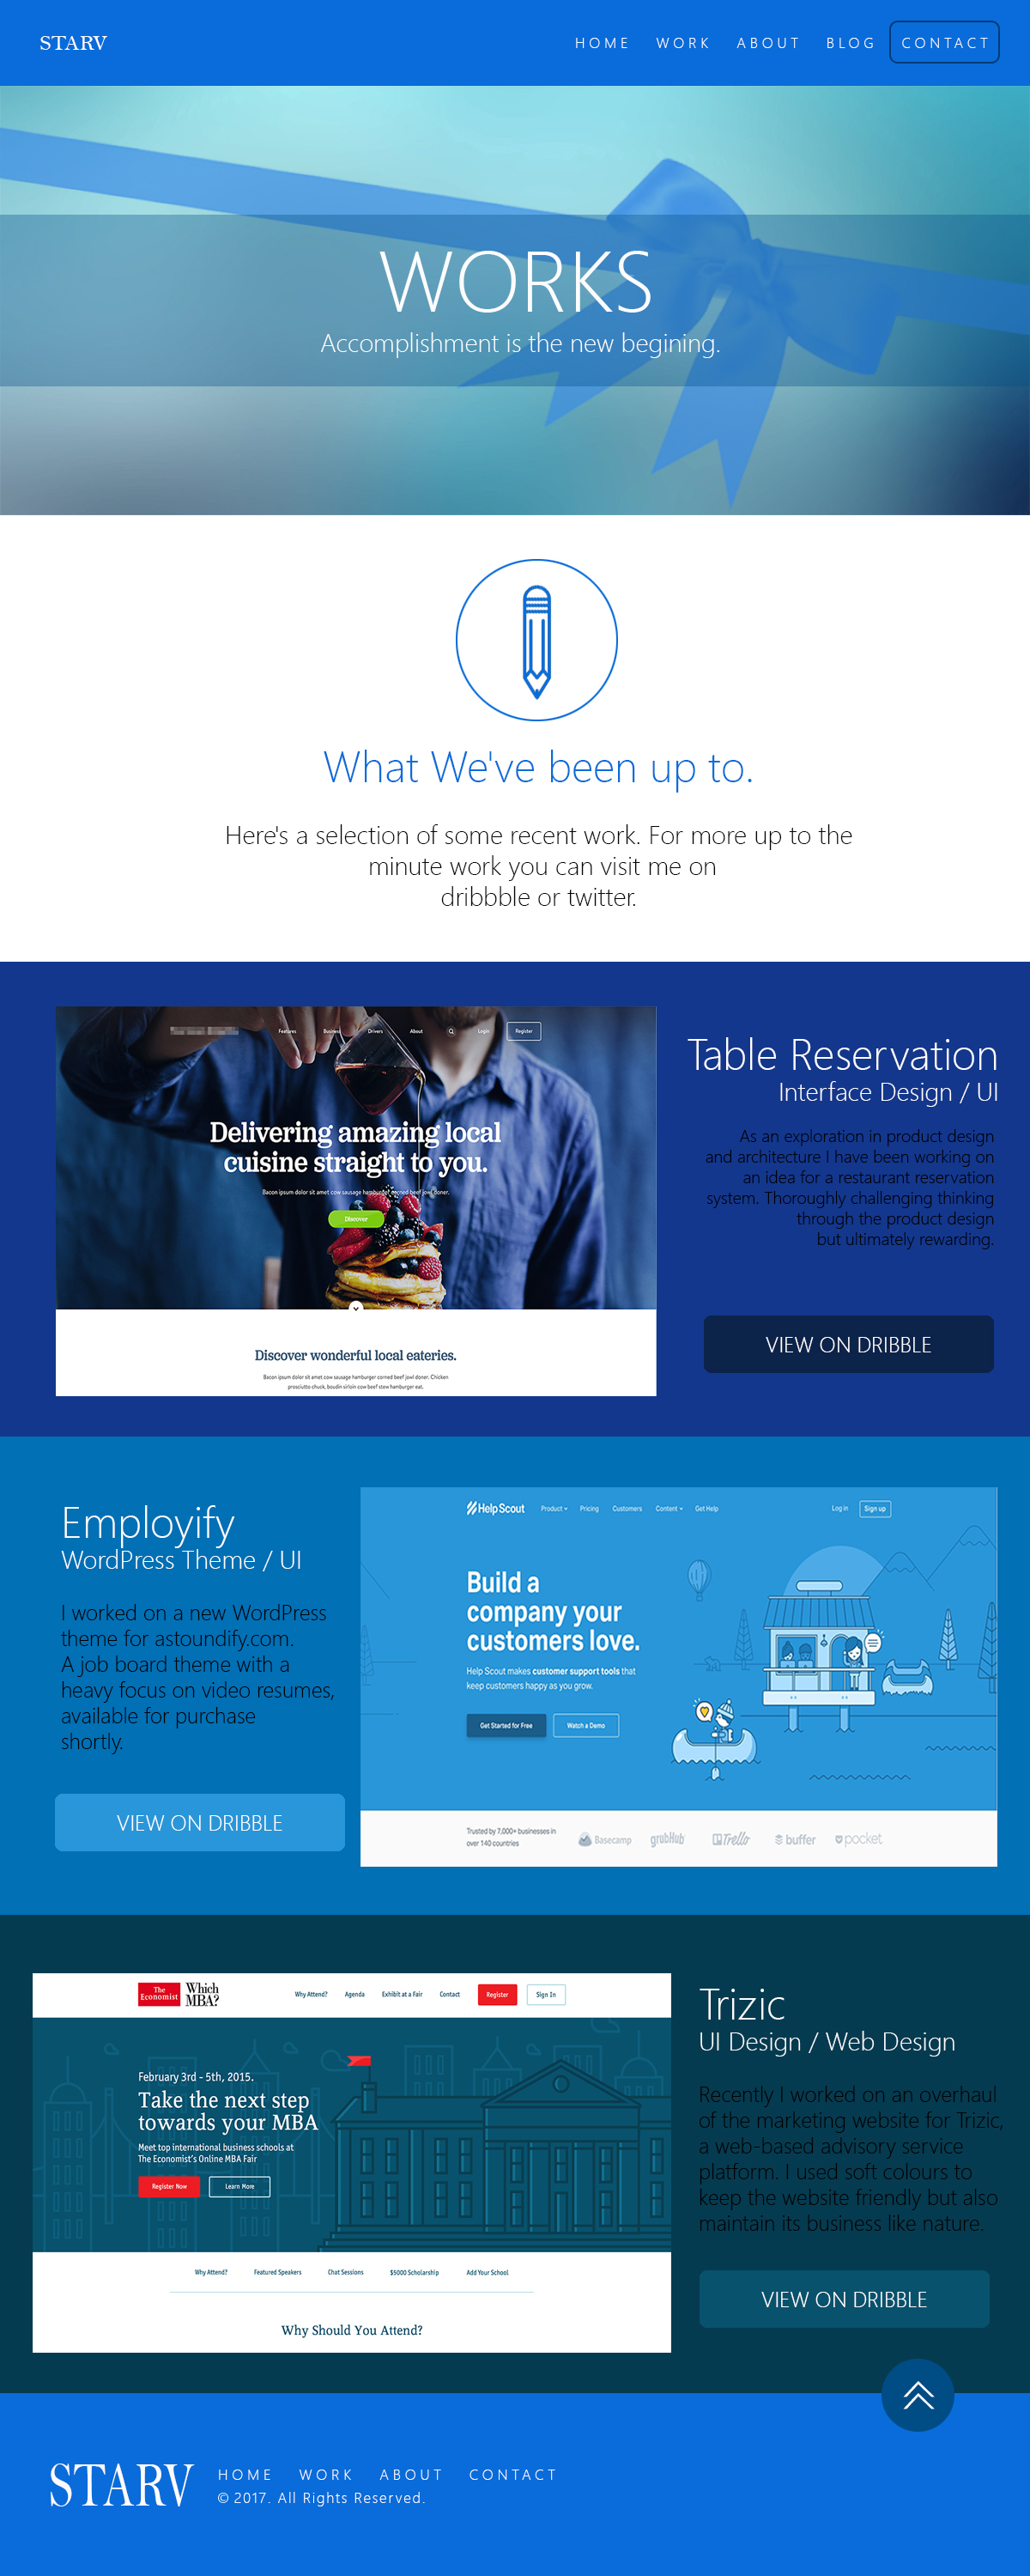 STARV
HOME WORK ABOUT BLOG CONTACT
WORKS
Accomplishment is the new begining.
What We've been up to.
Here's a selection of some recent work. For more up to the
minute work you can visit me on
dribbble or twitter.
Features Business Drivers About Login Register
Delivering amazing local
cuisine straight to you.
Bacon ipsum dolor sit amet cow sausage hamburger corned beef jowl doner.
Discover
Discover wonderful local eateries.
Bacon ipsum dolor sit amet cow sausage hamburger corned beef jowl doner. Chicken
prosciutto chuck, boudin sirloin cow beef stew hamburger eat.
Table Reservation
Interface Design / UI
As an exploration in product design
and architecture I have been working on
an idea for a restaurant reservation
system. Thoroughly challenging thinking
through the product design
but ultimately rewarding.
VIEW ON DRIBBLE
Employify
WordPress Theme / UI
I worked on a new WordPress
theme for astoundify.com.
A job board theme with a
heavy focus on video resumes,
available for purchase
shortly.
VIEW ON DRIBBLE
Help Scout Product Pricing Customers Content Get Help Log in Sign up
Build a
company your
customers love.
Help Scout makes customer support tools that
keep customers happy as you grow.
Get Started for Free Watch a Demo
Trusted by 7,000+ businesses in
over 140 countries
Basecamp grubHub Trello buffer pocket
The Economist Which MBA?
Why Attend? Agenda Exhibit at a Fair Contact Register Sign In
February 3rd - 5th, 2015.
Take the next step
towards your MBA
Meet top international business schools at
The Economist's Online MBA Fair
Register Now Learn More
Why Attend? Featured Speakers Chat Sessions $5000 Scholarship Add Your School
Why Should You Attend?
Trizic
UI Design / Web Design
Recently I worked on an overhaul
of the marketing website for Trizic,
a web-based advisory service
platform. I used soft colours to
keep the website friendly but also
maintain its business like nature.
VIEW ON DRIBBLE
STARV
HOME WORK ABOUT CONTACT
© 2017. All Rights Reserved.